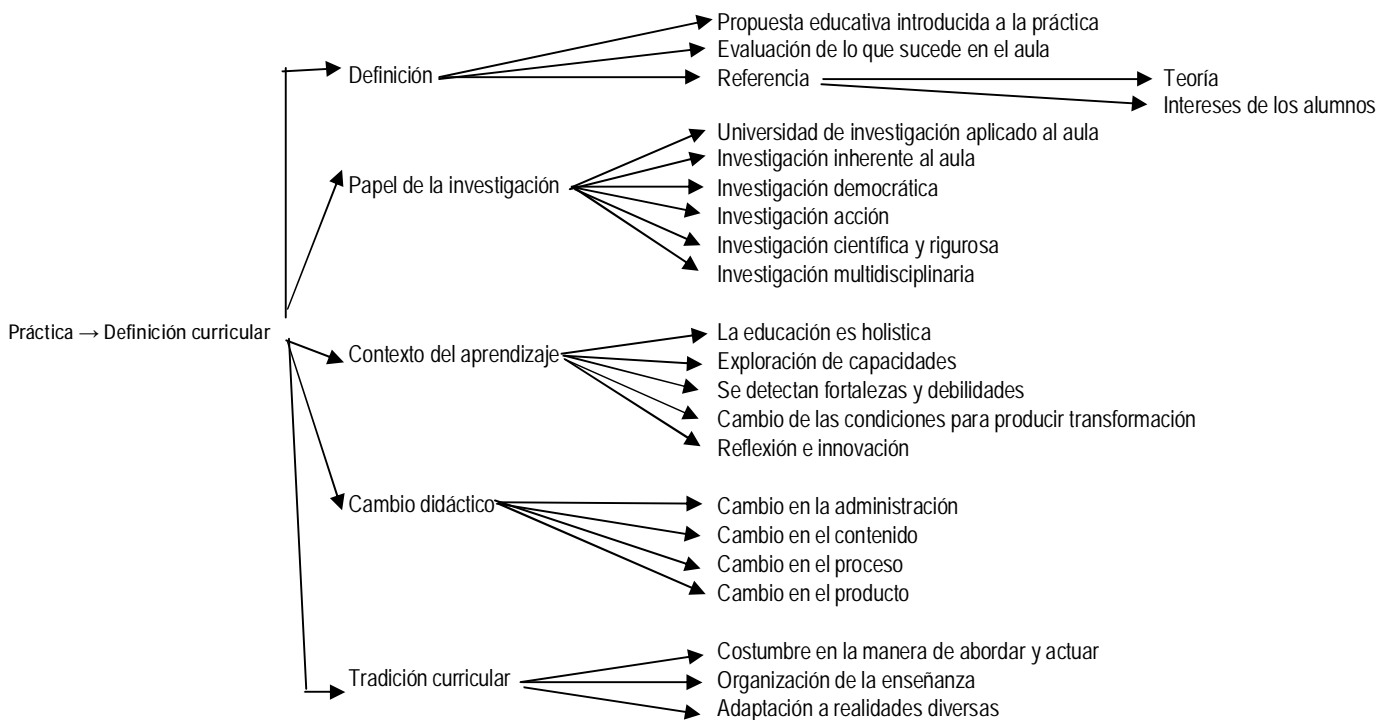 Propuesta educativa introducida a la práctica
Evaluación de lo que sucede en el aula
Definición
Referencia
Teoría
Intereses de los alumnos
Universidad de investigación aplicado al aula
Investigación inherente al aula
Papel de la investigación
Investigación democrática
Investigación acción
Investigación científica y rigurosa
Investigación multidisciplinaria
Práctica → Definición curricular
La educación es holistica
Contexto del aprendizaje
Exploración de capacidades
Se detectan fortalezas y debilidades
Cambio de las condiciones para producir transformación
Reflexión e innovación
Cambio didáctico
Cambio en la administración
Cambio en el contenido
Cambio en el proceso
Cambio en el producto
Costumbre en la manera de abordar y actuar
Tradición curricular
Organización de la enseñanza
Adaptación a realidades diversas